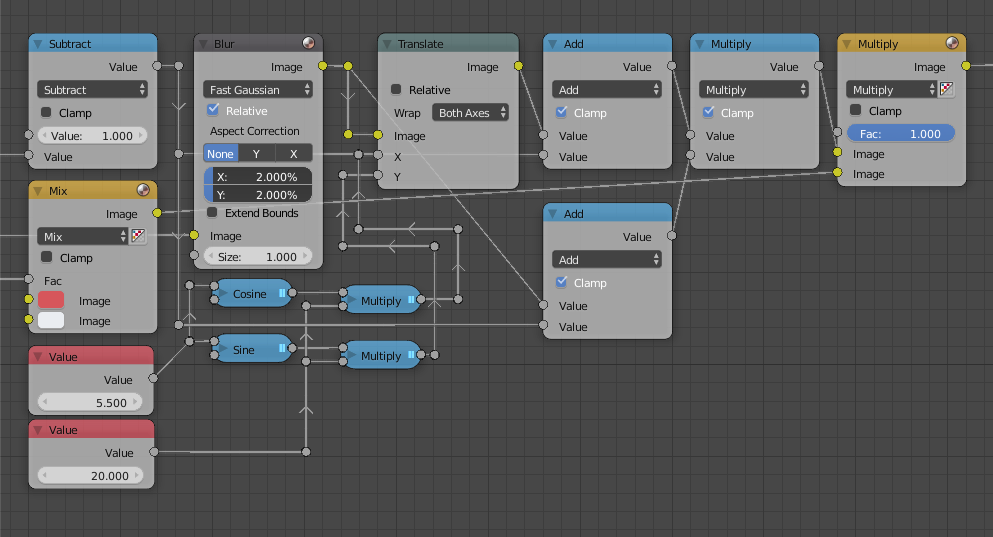 Subtract
Value
Subtract
Clamp
Value: 1.000
Value
Mix
Image
Mix
Clamp
Fac
Image
Image
Value
Value
5.500
Value
Value
20.000
Blur
Image
Fast Gaussian
Relative
Aspect Correction
None Y X
X: 2.000%
Y: 2.000%
Extend Bounds
Image
Size: 1.000
Cosine
Sine
Multiply
Multiply
Translate
Image
Relative
Wrap Both Axes
Image
X
Y
Add
Value
Add
Clamp
Value
Value
Add
Value
Add
Clamp
Value
Value
Multiply
Value
Multiply
Clamp
Value
Value
Multiply
Image
Multiply
Clamp
Fac: 1.000
Image
Image